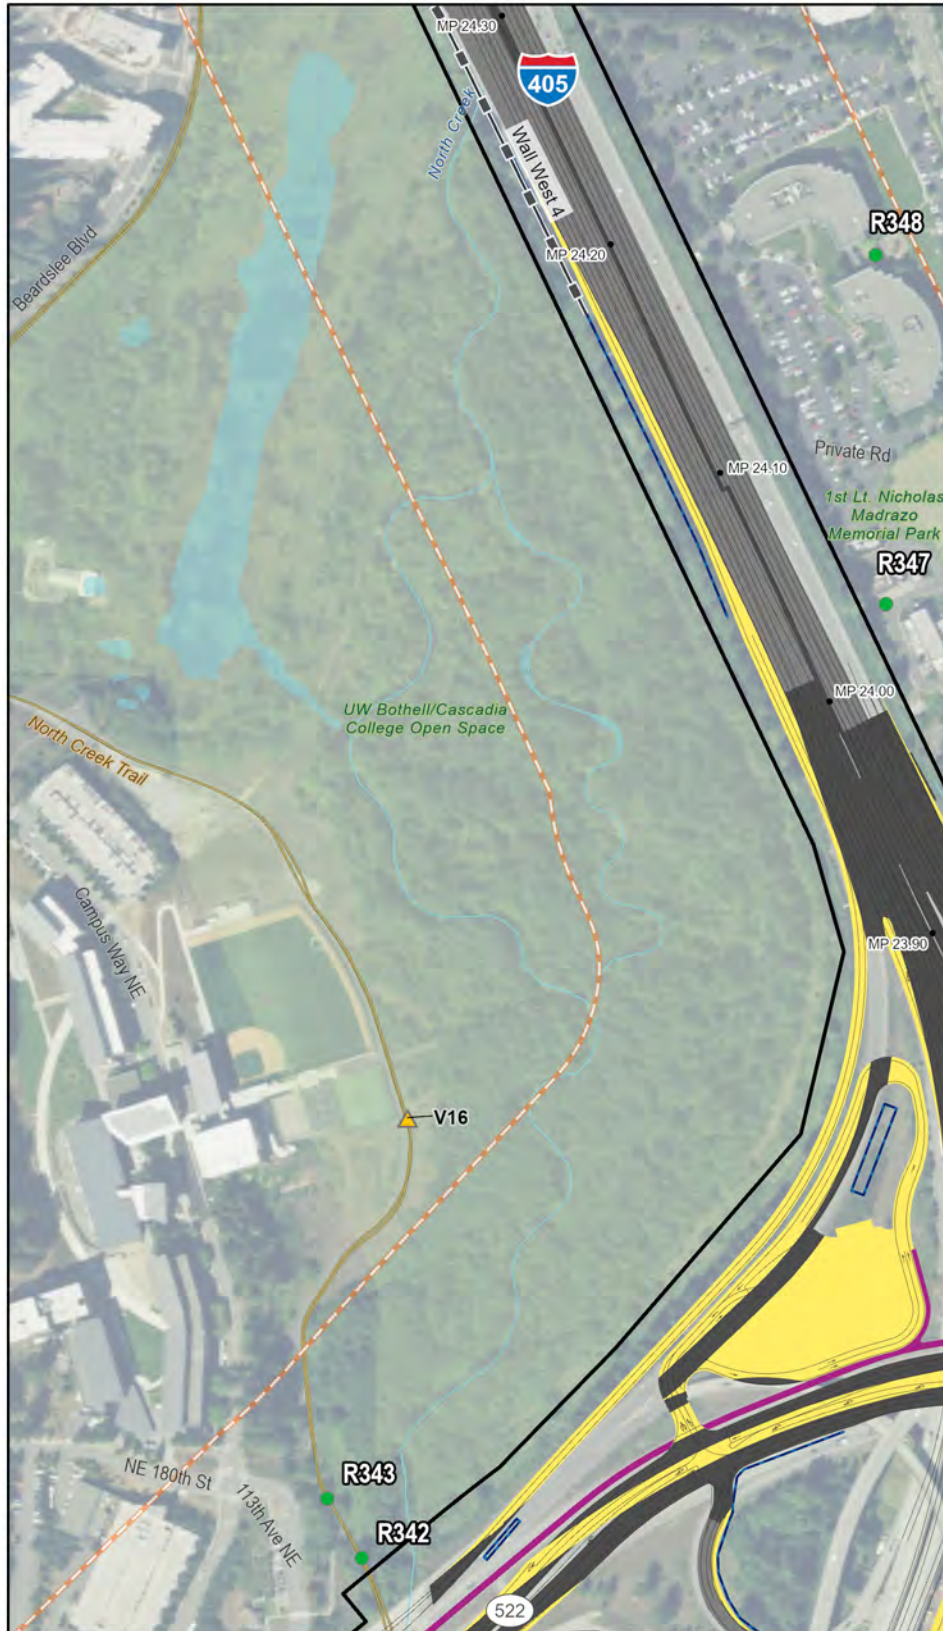 MP 24.30
405
North Creek
Wall West 4
R348
Beardslee Blvd
MP 24.20
Private Rd
MP 24.10
1st Lt. Nicholas
Madrazo
Memorial Park
R347
MP 24.00
UW Bothell/Cascadia
College Open Space
North Creek Trail
Campus Way NE
MP 23.90
V16
NE 180th St
R343
113th Ave NE
R342
522